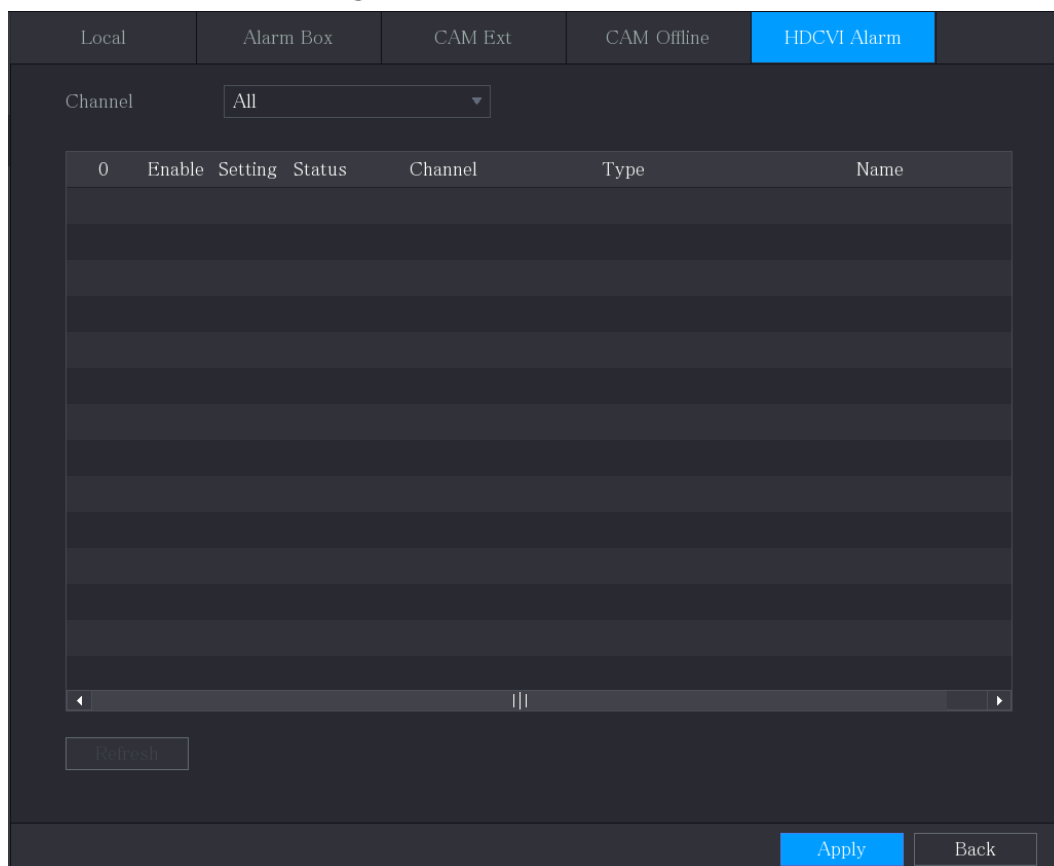 Local Alarm Box CAM Ext CAM Offline HDCVI Alarm
Channel All
0 Enable Setting Status Channel Type Name
Refresh
Apply Back